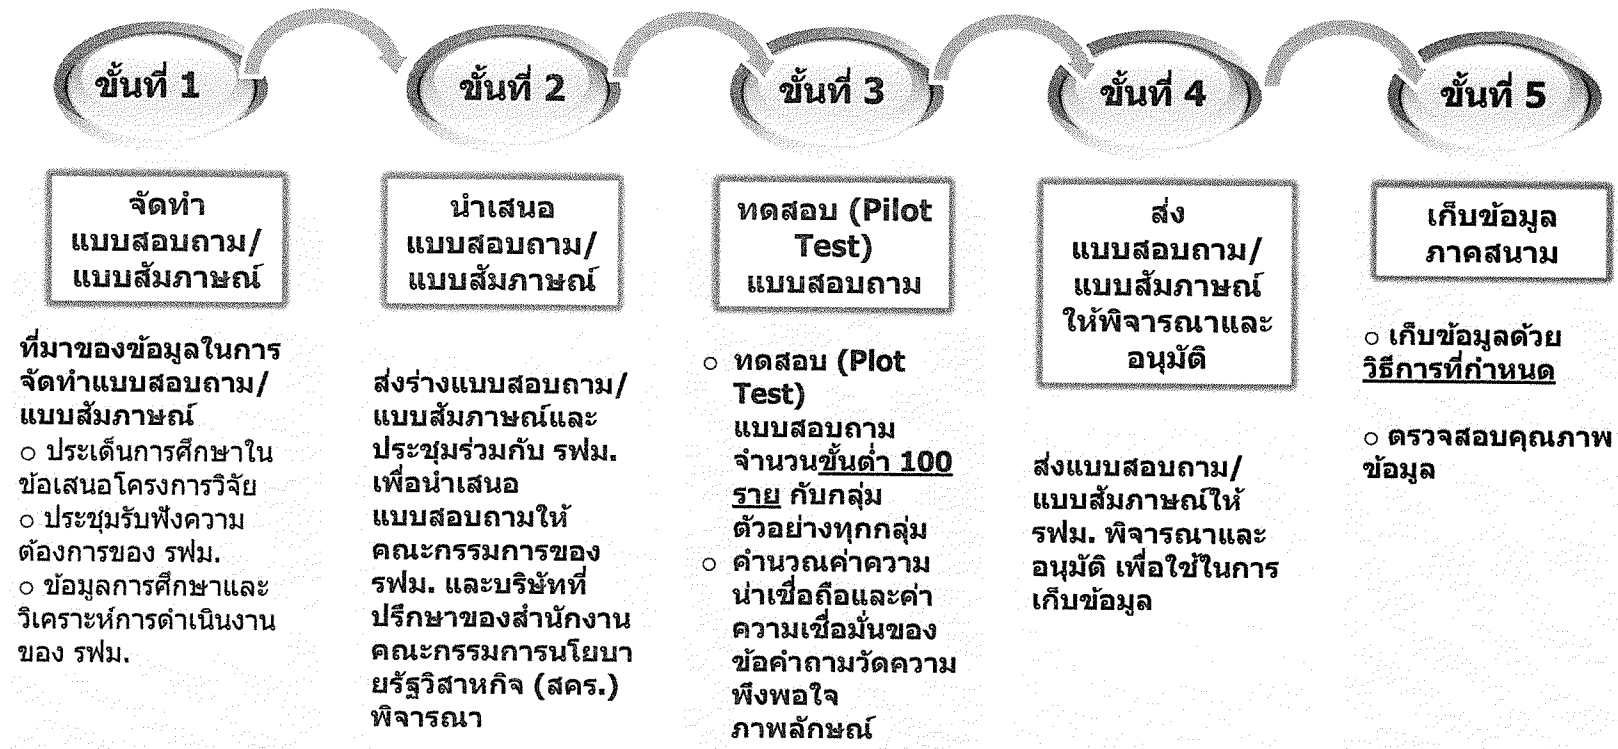 ขั้นที่ 1
ขั้นที่ 2
ขั้นที่ 3
ขั้นที่ 4
ขั้นที่ 5
จัดทำ
แบบสอบถาม/
แบบสัมภาษณ์
ที่มาของข้อมูลในการ
จัดทำแบบสอบถาม/
แบบสัมภาษณ์
○ ประเด็นการศึกษาใน
ข้อเสนอโครงการวิจัย
○ ประชุมรับฟังความ
ต้องการของ รฟม.
○ ข้อมูลการศึกษาและ
วิเคราะห์การดำเนินงาน
ของ รฟม.
นำเสนอ
แบบสอบถาม/
แบบสัมภาษณ์
ส่งร่างแบบสอบถาม/
แบบสัมภาษณ์และ
ประชุมร่วมกับ รฟม.
เพื่อนำเสนอ
แบบสอบถามให้
คณะกรรมการของ
รฟม. และบริษัทที่
ปรึกษาของสำนักงาน
คณะกรรมการนโยบา
ยรัฐวิสาหกิจ (สคร.)
พิจารณา
ทดสอบ (Pilot
Test)
แบบสอบถาม
○ ทดสอบ (Plot
Test)
แบบสอบถาม
จำนวนขั้นต่ำ 100
ราย กับกลุ่ม
ตัวอย่างทุกกลุ่ม
○ คำนวณค่าความ
น่าเชื่อถือและค่า
ความเชื่อมั่นของ
ข้อคำถามวัดความ
พึงพอใจ
ภาพลักษณ์
ส่ง
แบบสอบถาม/
แบบสัมภาษณ์
ให้พิจารณาและ
อนุมัติ
ส่งแบบสอบถาม/
แบบสัมภาษณ์ให้
รฟม. พิจารณาและ
อนุมัติ เพื่อใช้ในการ
เก็บข้อมูล
เก็บข้อมูล
ภาคสนาม
○ เก็บข้อมูลด้วย
วิธีการที่กำหนด
○ ตรวจสอบคุณภาพ
ข้อมูล